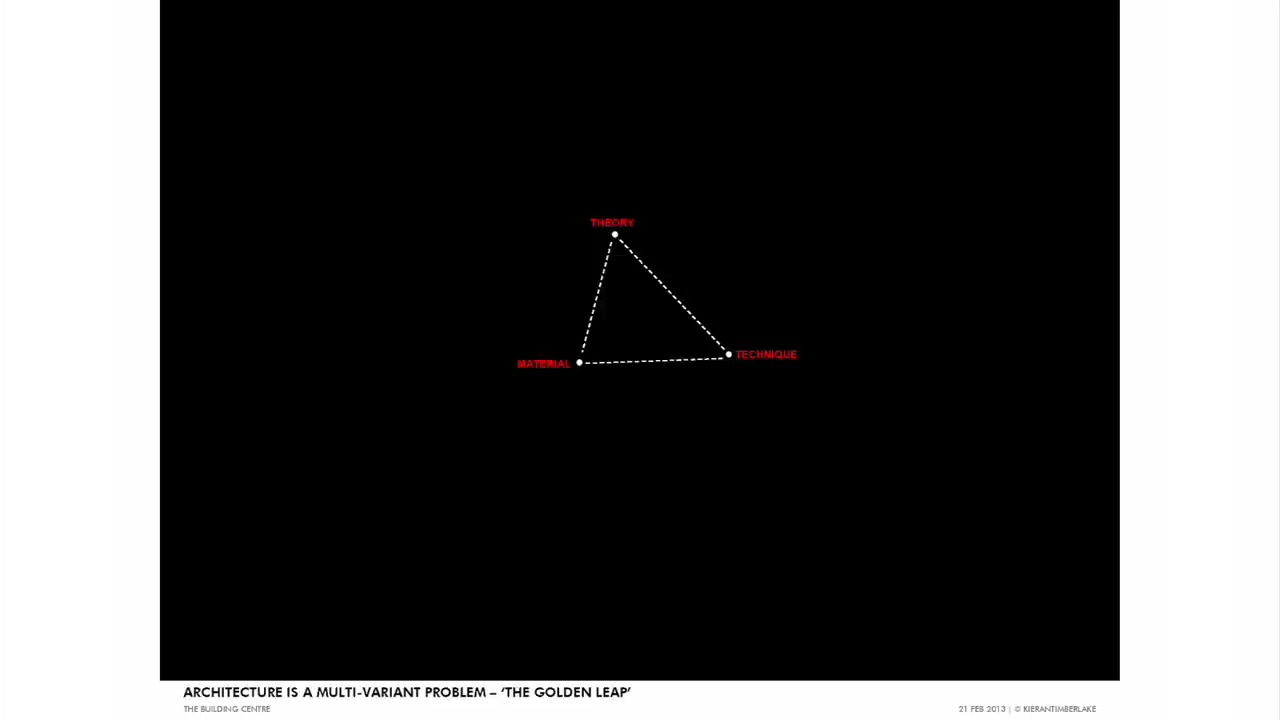 THEORY
MATERIAL
TECHNIQUE
ARCHITECTURE IS A MULTI-VARIANT PROBLEM – ‘THE GOLDEN LEAP’
THE BUILDING CENTRE
21 FEB 2013 | © KIERANTIMBERLAKE